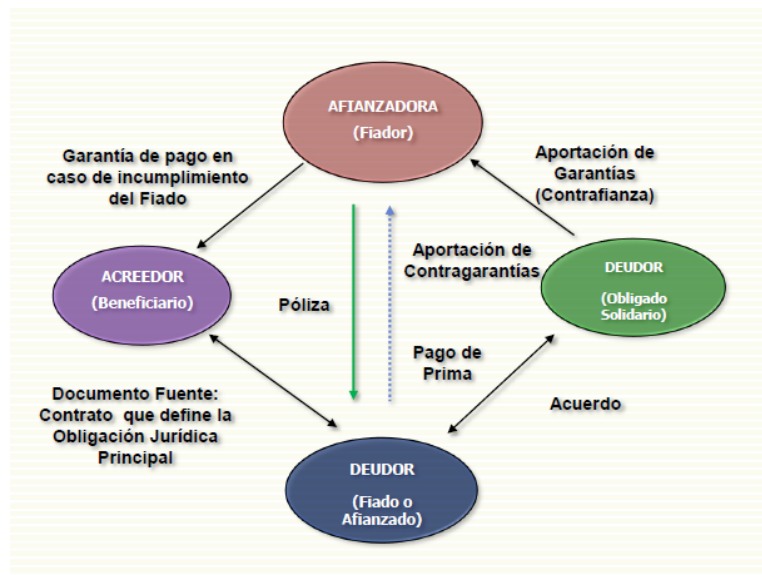 AFIANZADORA
(Fiador)
Garantía de pago en
caso de incumplimiento
del Fiado
Aportación de
Garantías
(Contrafianza)
ACREEDOR
(Beneficiario)
Póliza
Aportación de
Contragarantías
DEUDOR
(Obligado
Solidario)
Pago de
Prima
Documento Fuente:
Contrato que define la
Obligación Jurídica
Principal
Acuerdo
DEUDOR
(Fiado o
Afianzado)